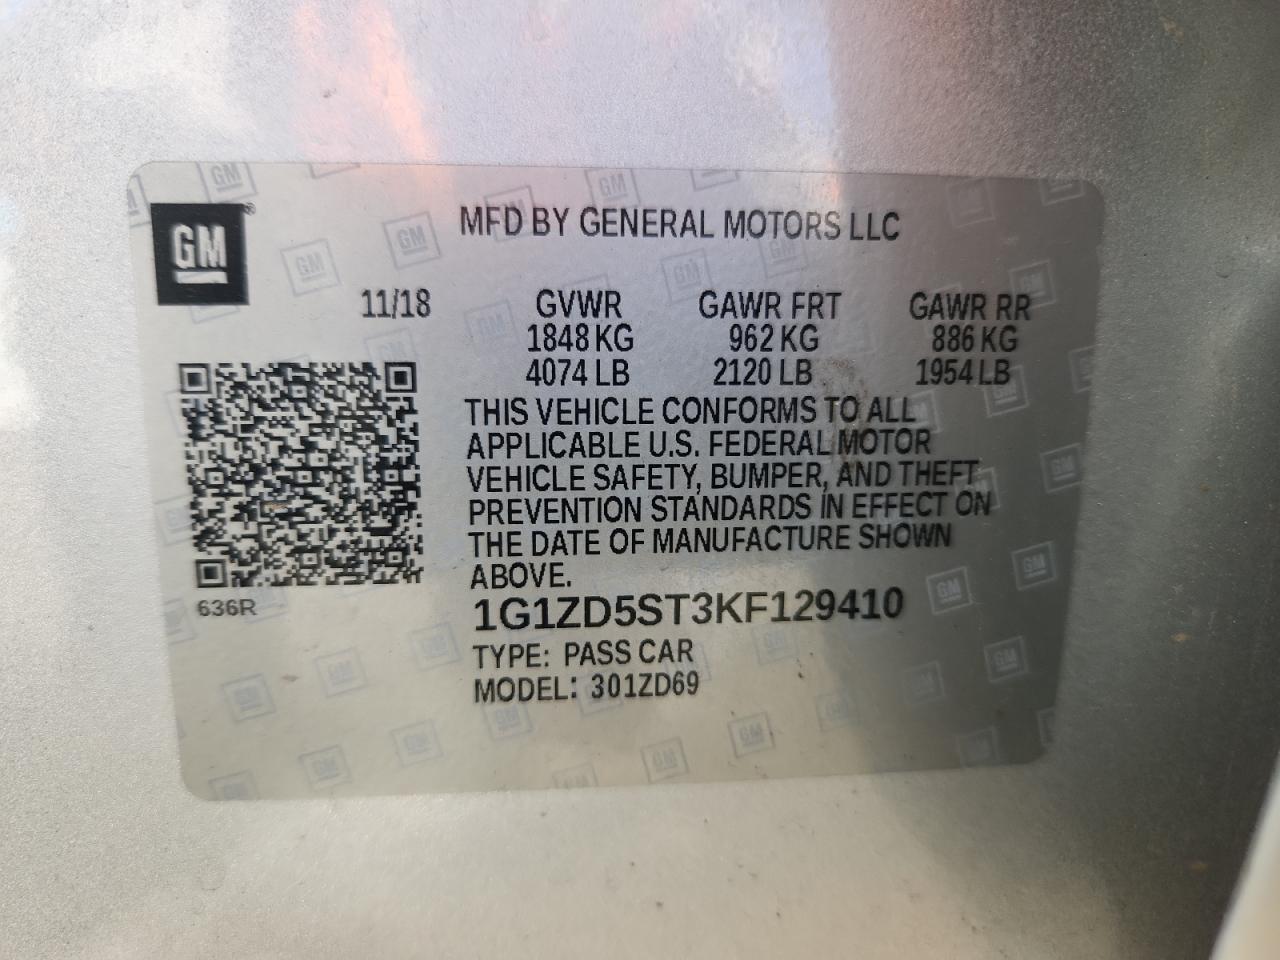 GM®
MFD BY GENERAL MOTORS LLC
11/18 GVWR GAWR FRT GAWR RR
1848 KG 962 KG 886 KG
4074 LB 2120 LB 1954 LB
THIS VEHICLE CONFORMS TO ALL
APPLICABLE U.S. FEDERAL MOTOR
VEHICLE SAFETY, BUMPER, AND THEFT
PREVENTION STANDARDS IN EFFECT ON
THE DATE OF MANUFACTURE SHOWN
ABOVE.
636R
1G1ZD5ST3KF129410
TYPE: PASS CAR
MODEL: 301ZD69